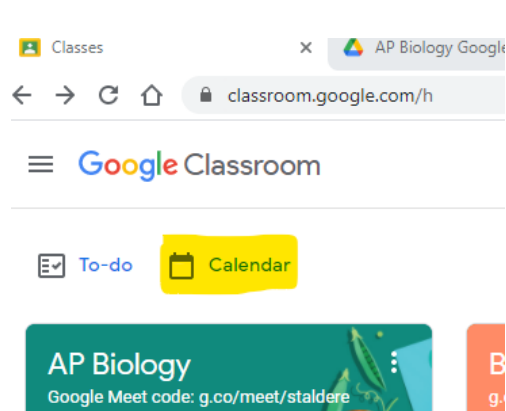 Classes AP Biology Google
classroom.google.com/h
Google Classroom
To-do Calendar
AP Biology B
Google Meet code: g.co/meet/staldere g.